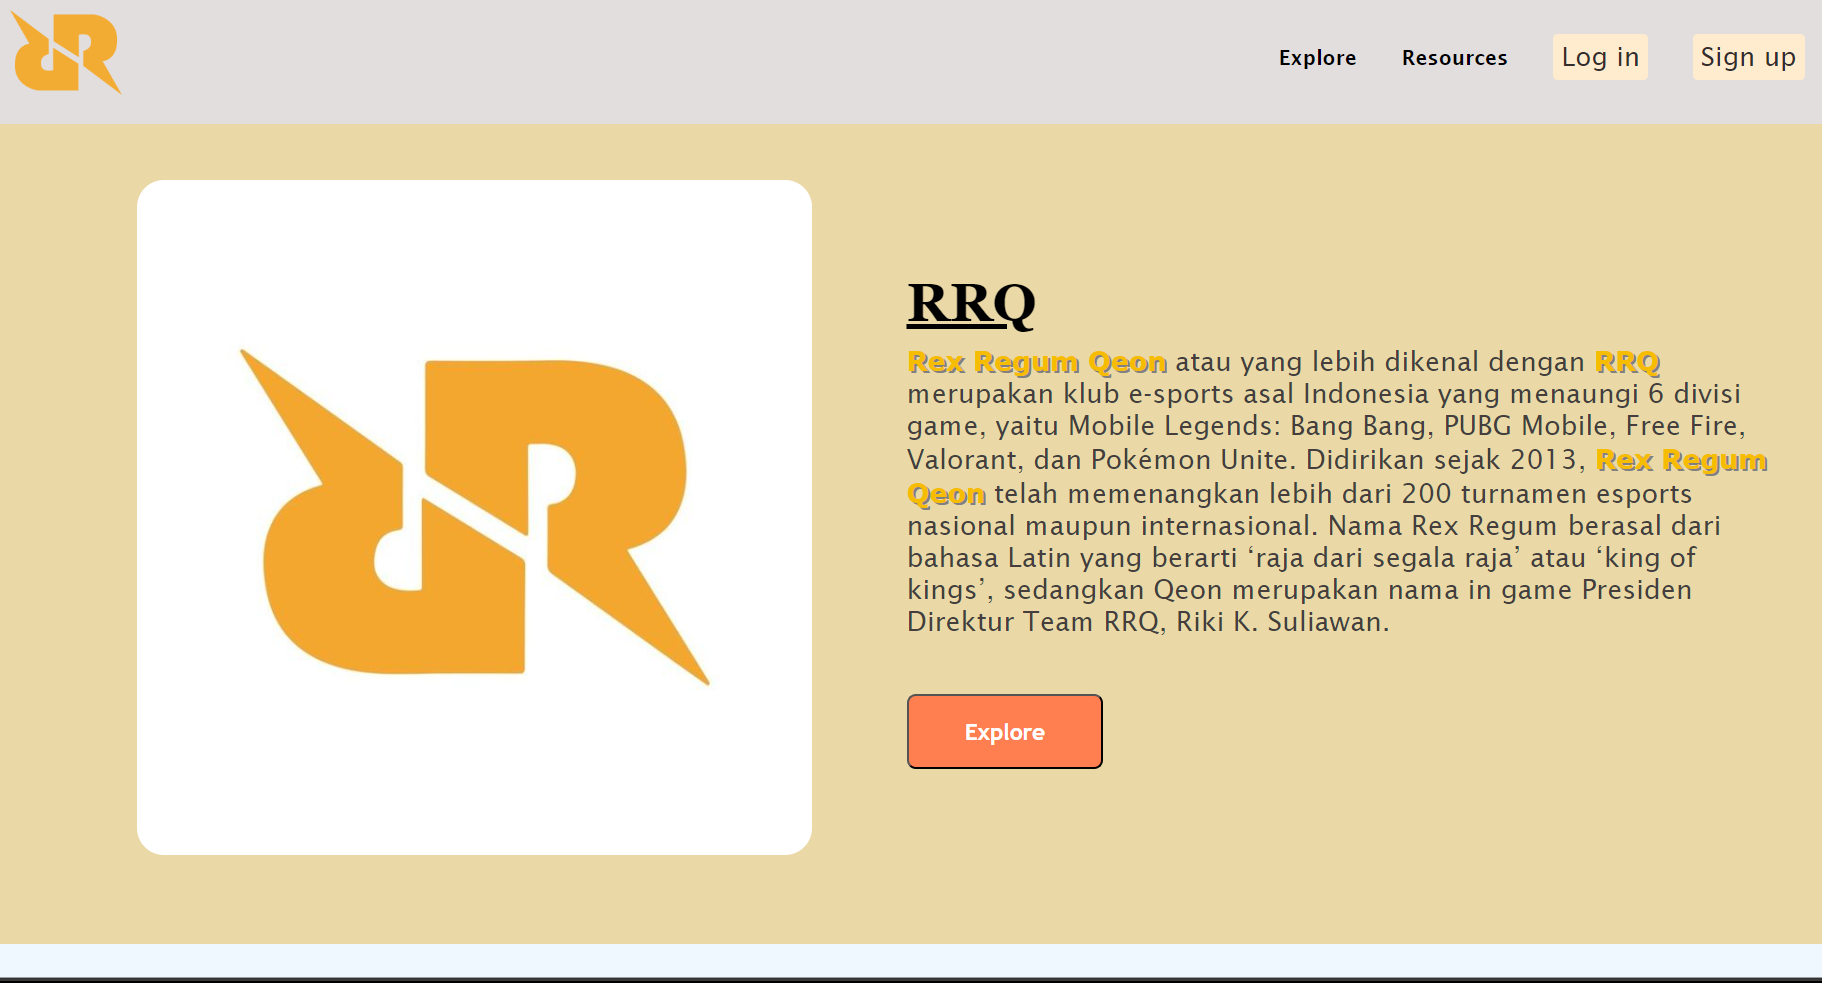 Explore Resources Log in Sign up
RRQ
Rex Regum Qeon atau yang lebih dikenal dengan RRQ
merupakan klub e-sports asal Indonesia yang menaungi 6 divisi
game, yaitu Mobile Legends: Bang Bang, PUBG Mobile, Free Fire,
Valorant, dan Pokémon Unite. Didirikan sejak 2013, Rex Regum
Qeon telah memenangkan lebih dari 200 turnamen esports
nasional maupun internasional. Nama Rex Regum berasal dari
bahasa Latin yang berarti ‘raja dari segala raja’ atau ‘king of
kings’, sedangkan Qeon merupakan nama in game Presiden
Direktur Team RRQ, Riki K. Suliawan.
Explore